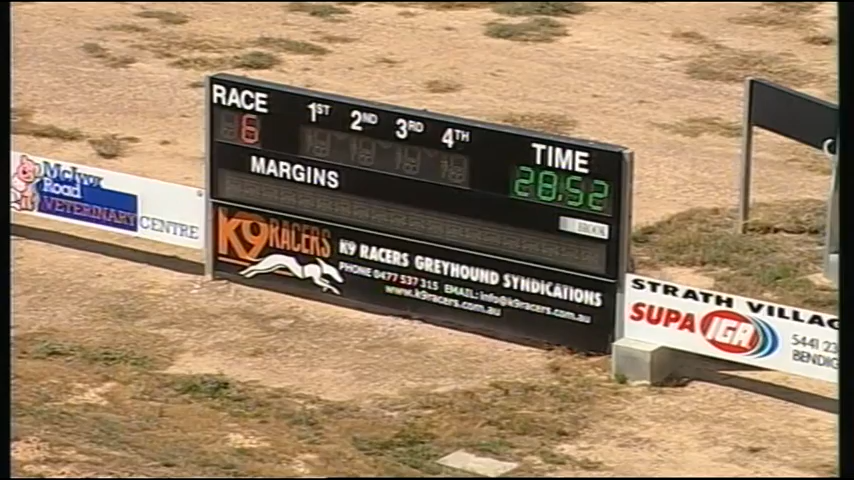 RACE 1ST 2ND 3RD 4TH
6
TIME
28.52
MARGINS
BROOK
McIvor
Road
VETERINARY
CENTRE
K9 RACERS
K9 RACERS GREYHOUND SYNDICATIONS
PHONE 0477 537 315 EMAIL: info@k9racers.com.au
www.k9racers.com.au
STRATH VILLAG
SUPA IGA
5441 23
BENDIG